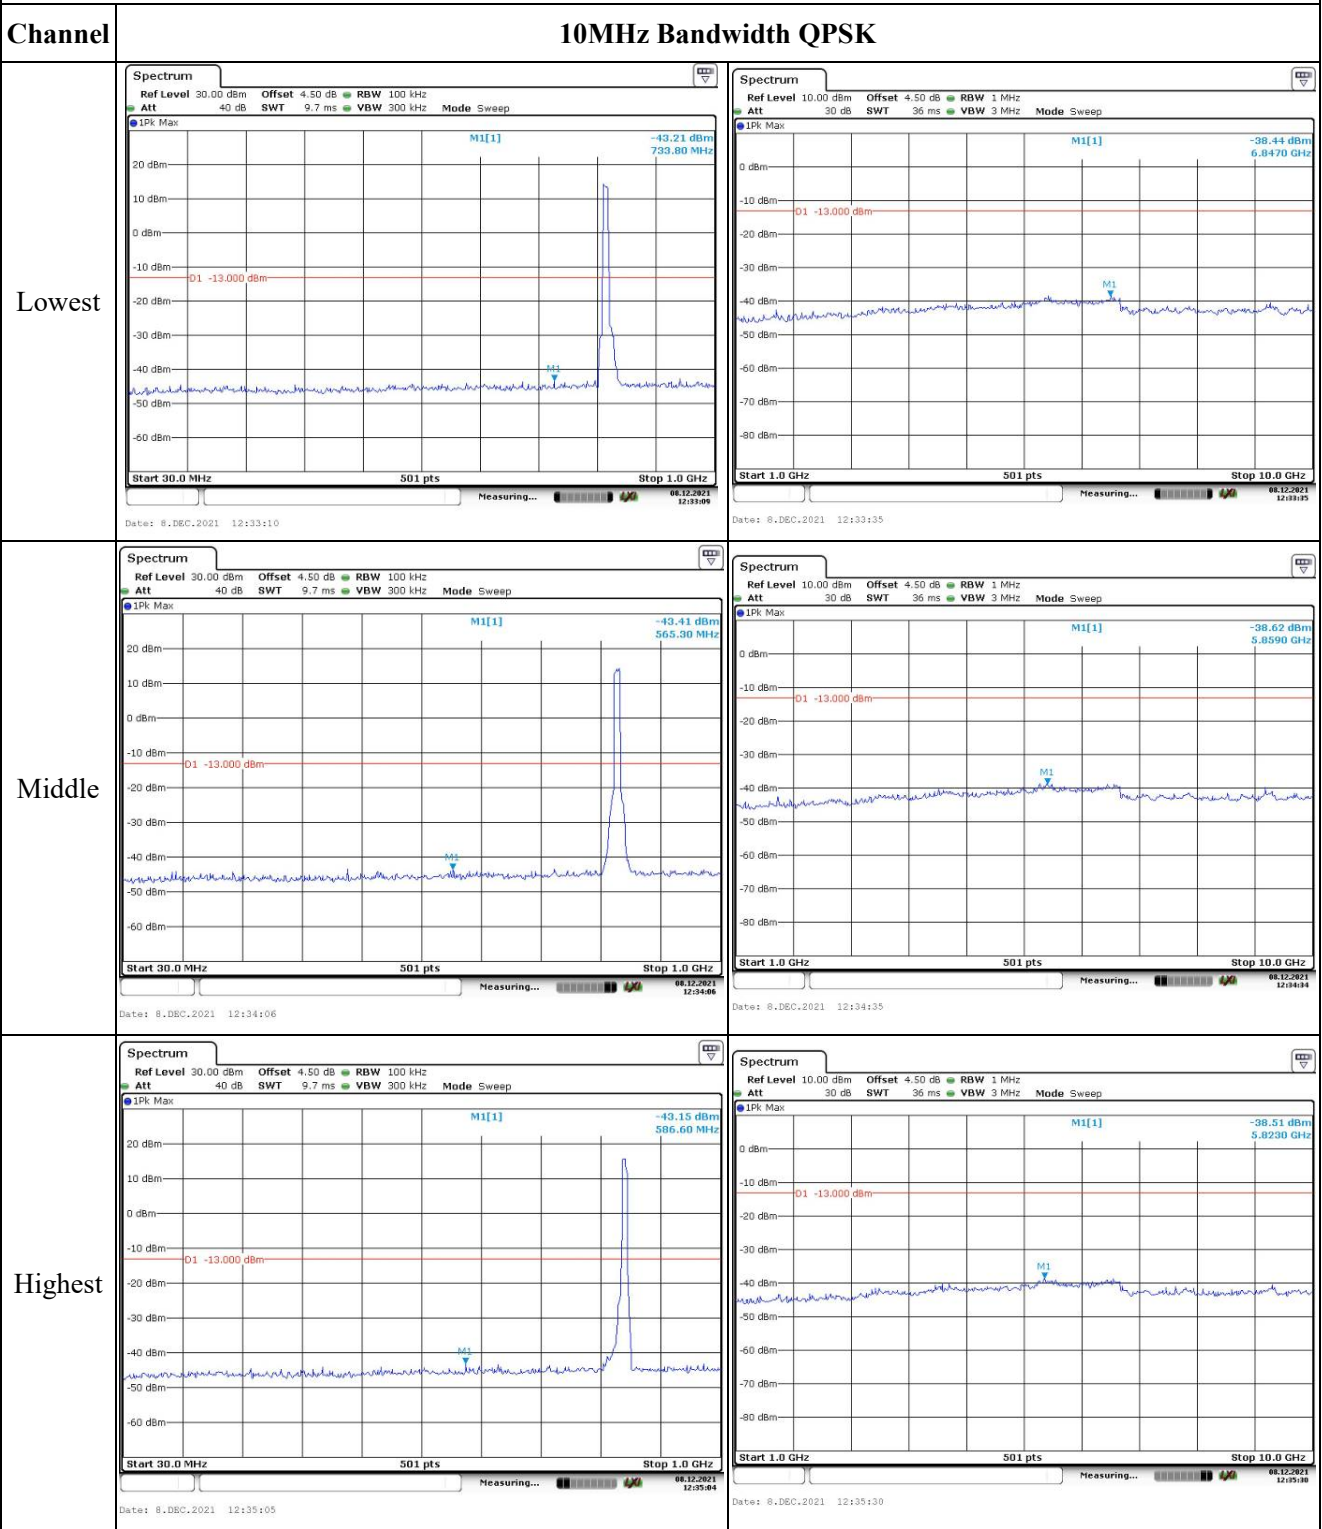 Channel
10MHz Bandwidth QPSK
Lowest
Spectrum
Ref Level 30.00 dBm Offset 4.50 dB RBW 100 kHz
Att 40 dB SWT 9.7 ms VBW 300 kHz Mode Sweep
1Pk Max
M1[1] -43.21 dBm
733.80 MHz
20 dBm
10 dBm
0 dBm
-10 dBm
D1 -13.000 dBm
-20 dBm
-30 dBm
-40 dBm
M1
-50 dBm
-60 dBm
Start 30.0 MHz 501 pts Stop 1.0 GHz
Measuring... 08.12.2021
12:33:09
Date: 8.DEC.2021 12:33:10
Spectrum
Ref Level 10.00 dBm Offset 4.50 dB RBW 1 MHz
Att 30 dB SWT 36 ms VBW 3 MHz Mode Sweep
1Pk Max
M1[1] -38.44 dBm
6.8470 GHz
0 dBm
-10 dBm
D1 -13.000 dBm
-20 dBm
-30 dBm
M1
-40 dBm
-50 dBm
-60 dBm
-70 dBm
-80 dBm
Start 1.0 GHz 501 pts Stop 10.0 GHz
Measuring... 08.12.2021
12:33:35
Date: 8.DEC.2021 12:33:35
Middle
Spectrum
Ref Level 30.00 dBm Offset 4.50 dB RBW 100 kHz
Att 40 dB SWT 9.7 ms VBW 300 kHz Mode Sweep
1Pk Max
M1[1] -43.41 dBm
565.30 MHz
20 dBm
10 dBm
0 dBm
-10 dBm
D1 -13.000 dBm
-20 dBm
-30 dBm
-40 dBm
M1
-50 dBm
-60 dBm
Start 30.0 MHz 501 pts Stop 1.0 GHz
Measuring... 08.12.2021
12:34:06
Date: 8.DEC.2021 12:34:06
Spectrum
Ref Level 10.00 dBm Offset 4.50 dB RBW 1 MHz
Att 30 dB SWT 36 ms VBW 3 MHz Mode Sweep
1Pk Max
M1[1] -38.62 dBm
5.8590 GHz
0 dBm
-10 dBm
D1 -13.000 dBm
-20 dBm
-30 dBm
M1
-40 dBm
-50 dBm
-60 dBm
-70 dBm
-80 dBm
Start 1.0 GHz 501 pts Stop 10.0 GHz
Measuring... 08.12.2021
12:34:34
Date: 8.DEC.2021 12:34:35
Highest
Spectrum
Ref Level 30.00 dBm Offset 4.50 dB RBW 100 kHz
Att 40 dB SWT 9.7 ms VBW 300 kHz Mode Sweep
1Pk Max
M1[1] -43.15 dBm
586.60 MHz
20 dBm
10 dBm
0 dBm
-10 dBm
D1 -13.000 dBm
-20 dBm
-30 dBm
-40 dBm
M1
-50 dBm
-60 dBm
Start 30.0 MHz 501 pts Stop 1.0 GHz
Measuring... 08.12.2021
12:35:04
Date: 8.DEC.2021 12:35:05
Spectrum
Ref Level 10.00 dBm Offset 4.50 dB RBW 1 MHz
Att 30 dB SWT 36 ms VBW 3 MHz Mode Sweep
1Pk Max
M1[1] -38.51 dBm
5.8230 GHz
0 dBm
-10 dBm
D1 -13.000 dBm
-20 dBm
-30 dBm
M1
-40 dBm
-50 dBm
-60 dBm
-70 dBm
-80 dBm
Start 1.0 GHz 501 pts Stop 10.0 GHz
Measuring... 08.12.2021
12:35:30
Date: 8.DEC.2021 12:35:30